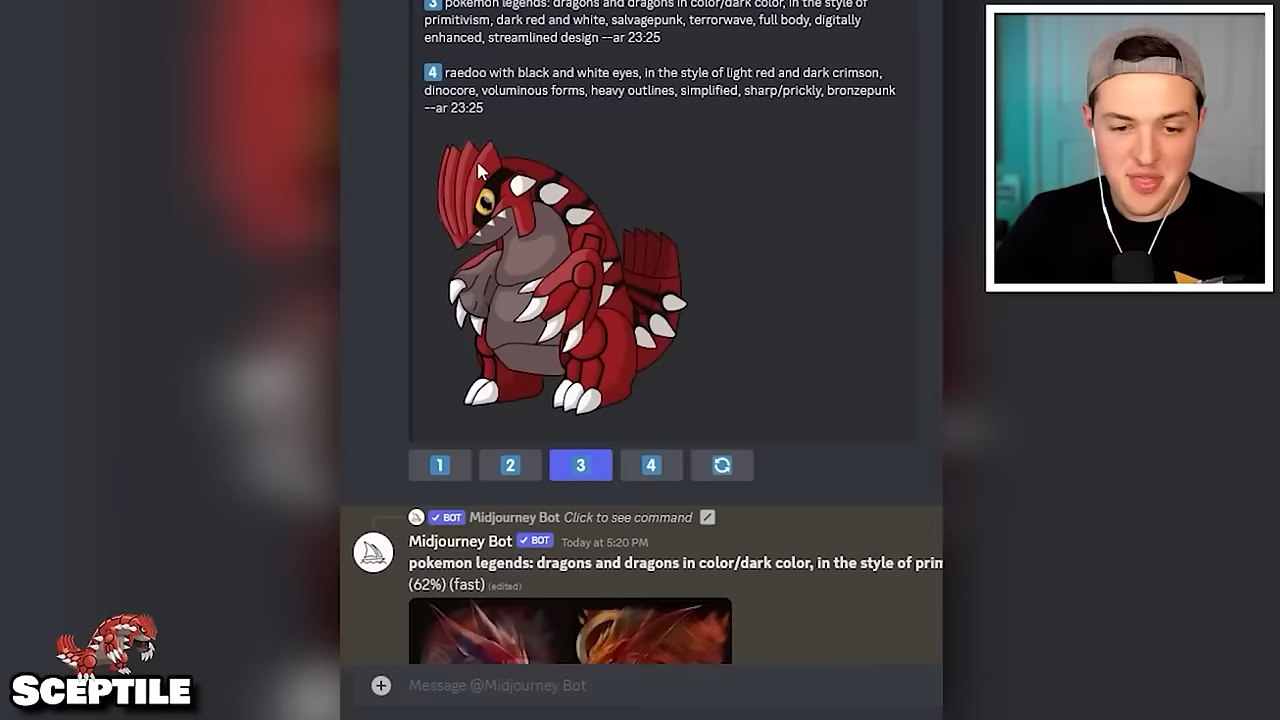 3 pokemon legends: dragons and dragons in color/dark color, in the style of
primitivism, dark red and white, salvagepunk, terrorwave, full body, digitally
enhanced, streamlined design --ar 23:25
4 raedoo with black and white eyes, in the style of light red and dark crimson,
dinocore, voluminous forms, heavy outlines, simplified, sharp/prickly, bronzepunk
--ar 23:25
1 2 3 4
✓ BOT Midjourney Bot Click to see command
Midjourney Bot ✓ BOT Today at 5:20 PM
pokemon legends: dragons and dragons in color/dark color, in the style of prim
(62%) (fast) (edited)
Message @Midjourney Bot
SCEPTILE